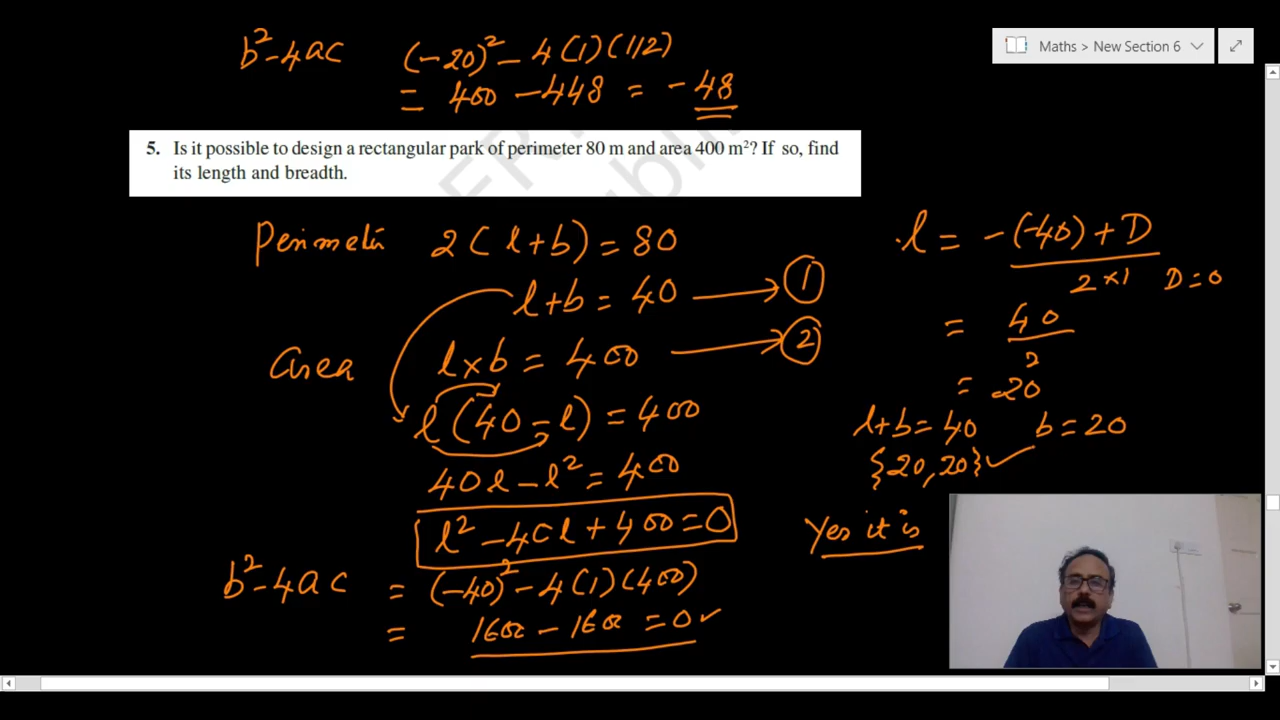 b²-4ac (-20)² - 4(1)(112)
= 400 - 448 = -48
Maths > New Section 6
5. Is it possible to design a rectangular park of perimeter 80 m and area 400 m²? If so, find
its length and breadth.
Perimeter 2(l+b) = 80
l+b = 40 → 1
Area l×b = 400 → 2
l(40-l) = 400
40l - l² = 400
l² - 40l + 400 = 0
b²-4ac = (-40)² - 4(1)(400)
= 1600 - 1600 = 0 ✓
l = -(-40) + D
2×1 D=0
= 40
2
= 20
l+b = 40 b = 20
{20,20} ✓
Yes it is